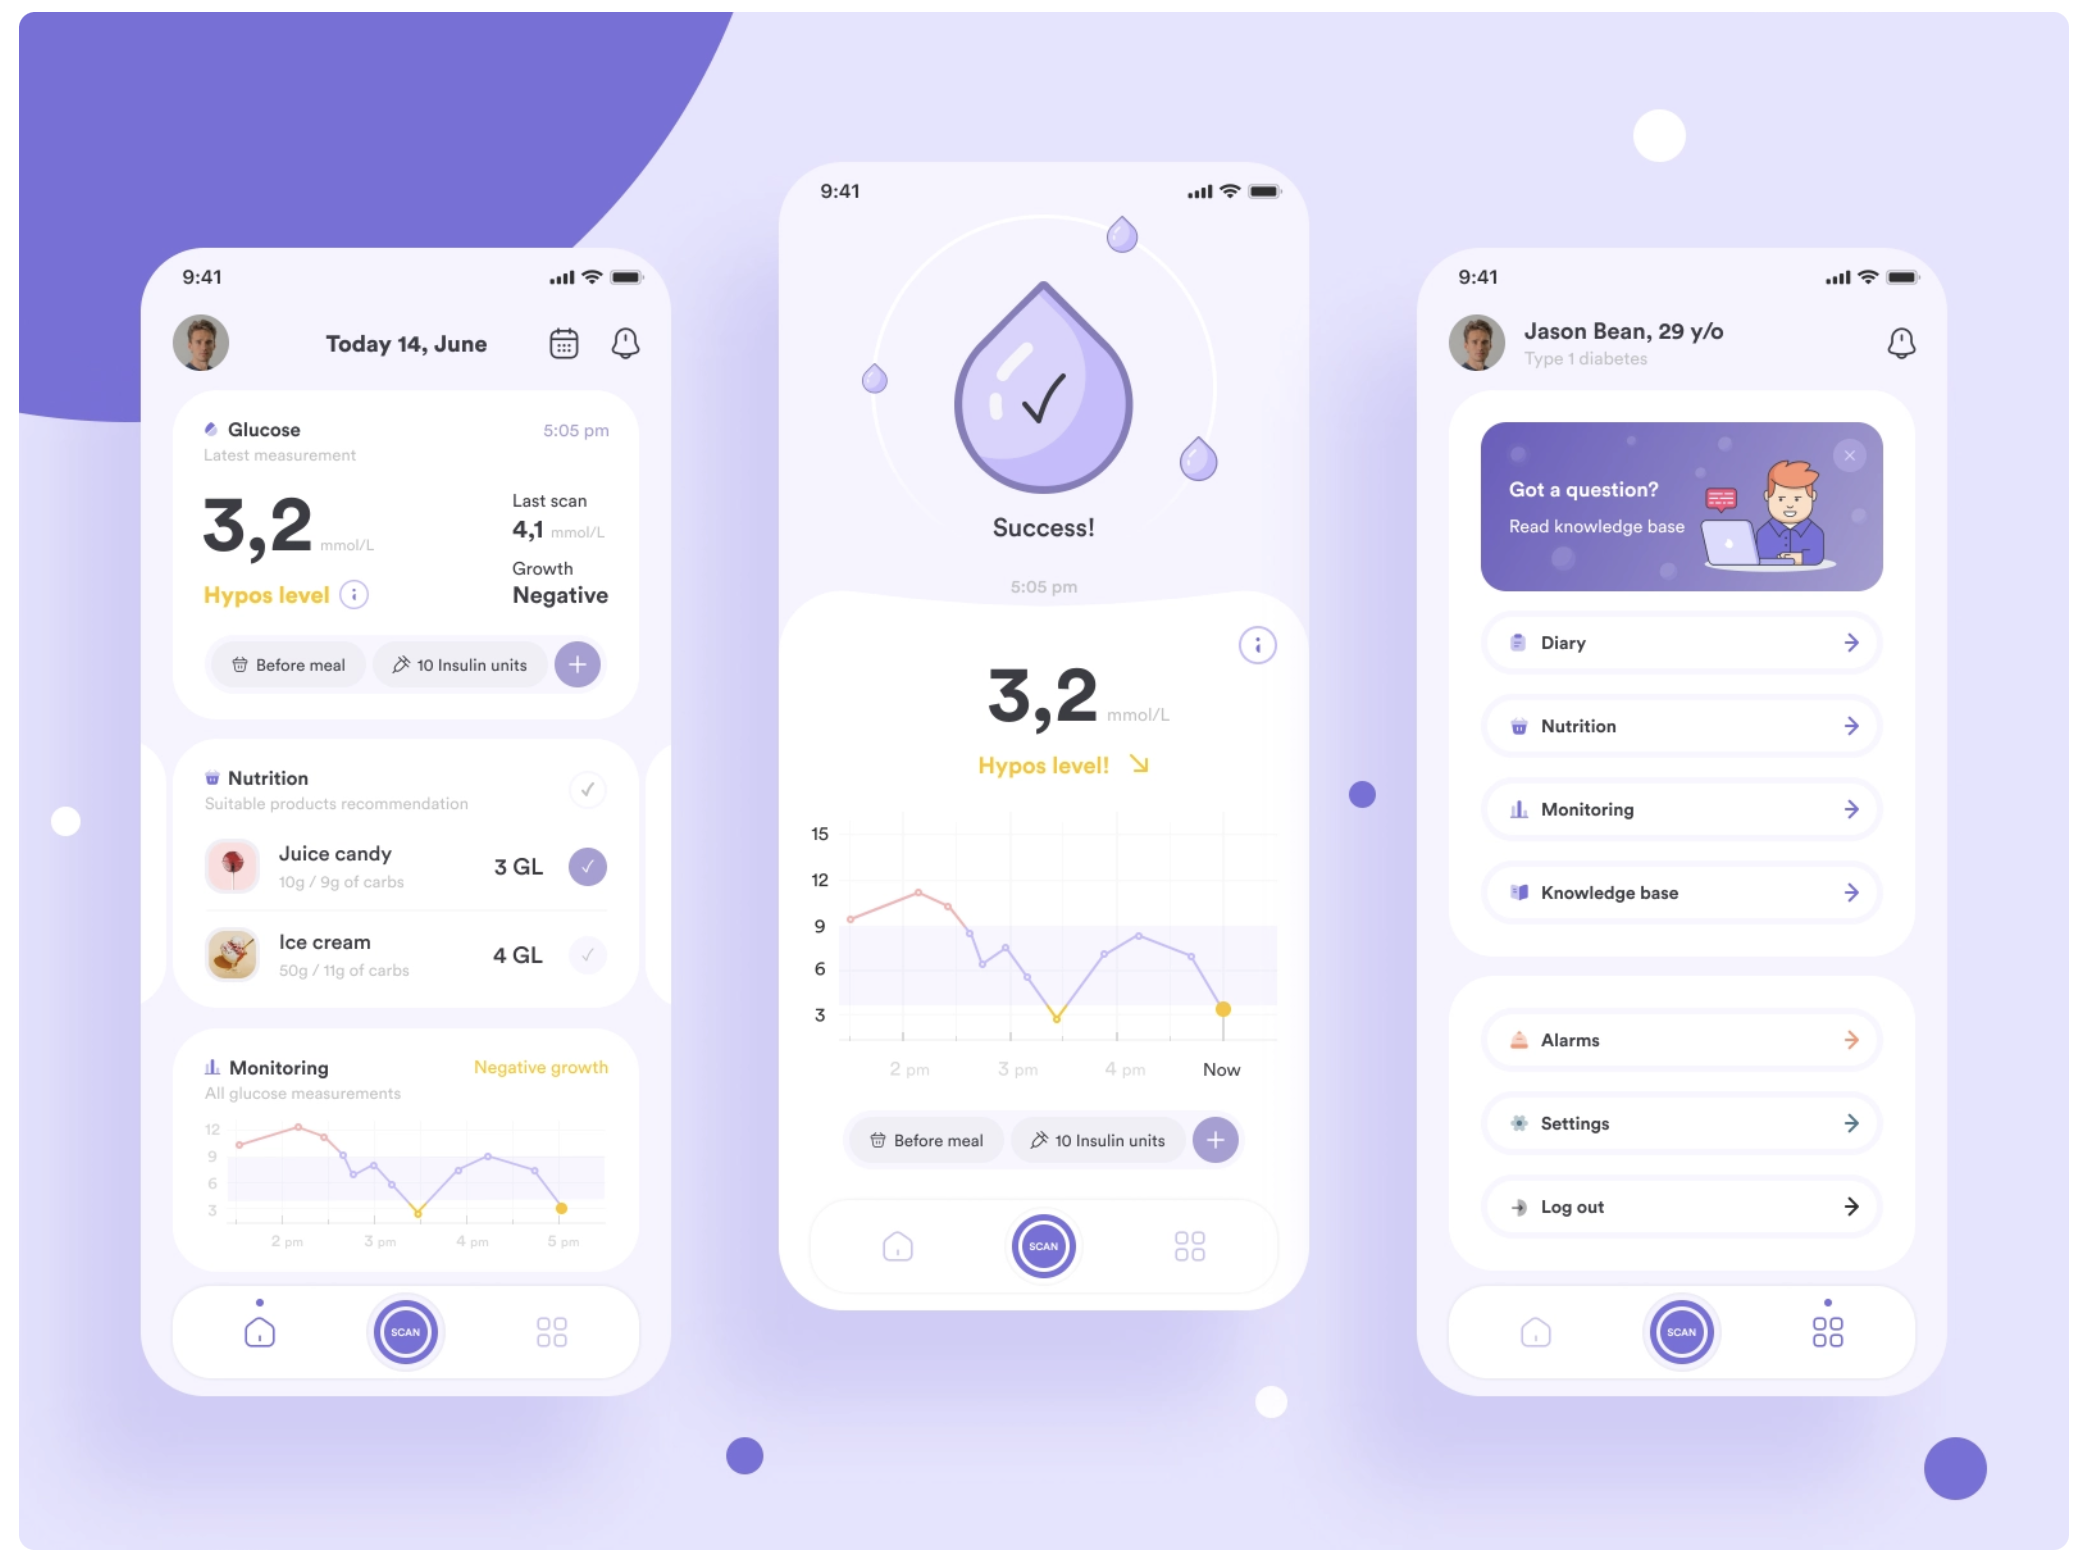 9:41
Today 14, June
Glucose
5:05 pm
Latest measurement
3,2 mmol/L
Last scan
4,1 mmol/L
Growth
Negative
Hypos level
Before meal
10 Insulin units
Nutrition
Suitable products recommendation
Juice candy
10g / 9g of carbs
3 GL
Ice cream
50g / 11g of carbs
4 GL
Monitoring
Negative growth
All glucose measurements
12
9
6
3
2 pm
3 pm
4 pm
5 pm
SCAN
9:41
Success!
5:05 pm
3,2 mmol/L
Hypos level!
15
12
9
6
3
2 pm
3 pm
4 pm
Now
Before meal
10 Insulin units
SCAN
9:41
Jason Bean, 29 y/o
Type 1 diabetes
Got a question?
Read knowledge base
Diary
Nutrition
Monitoring
Knowledge base
Alarms
Settings
Log out
SCAN